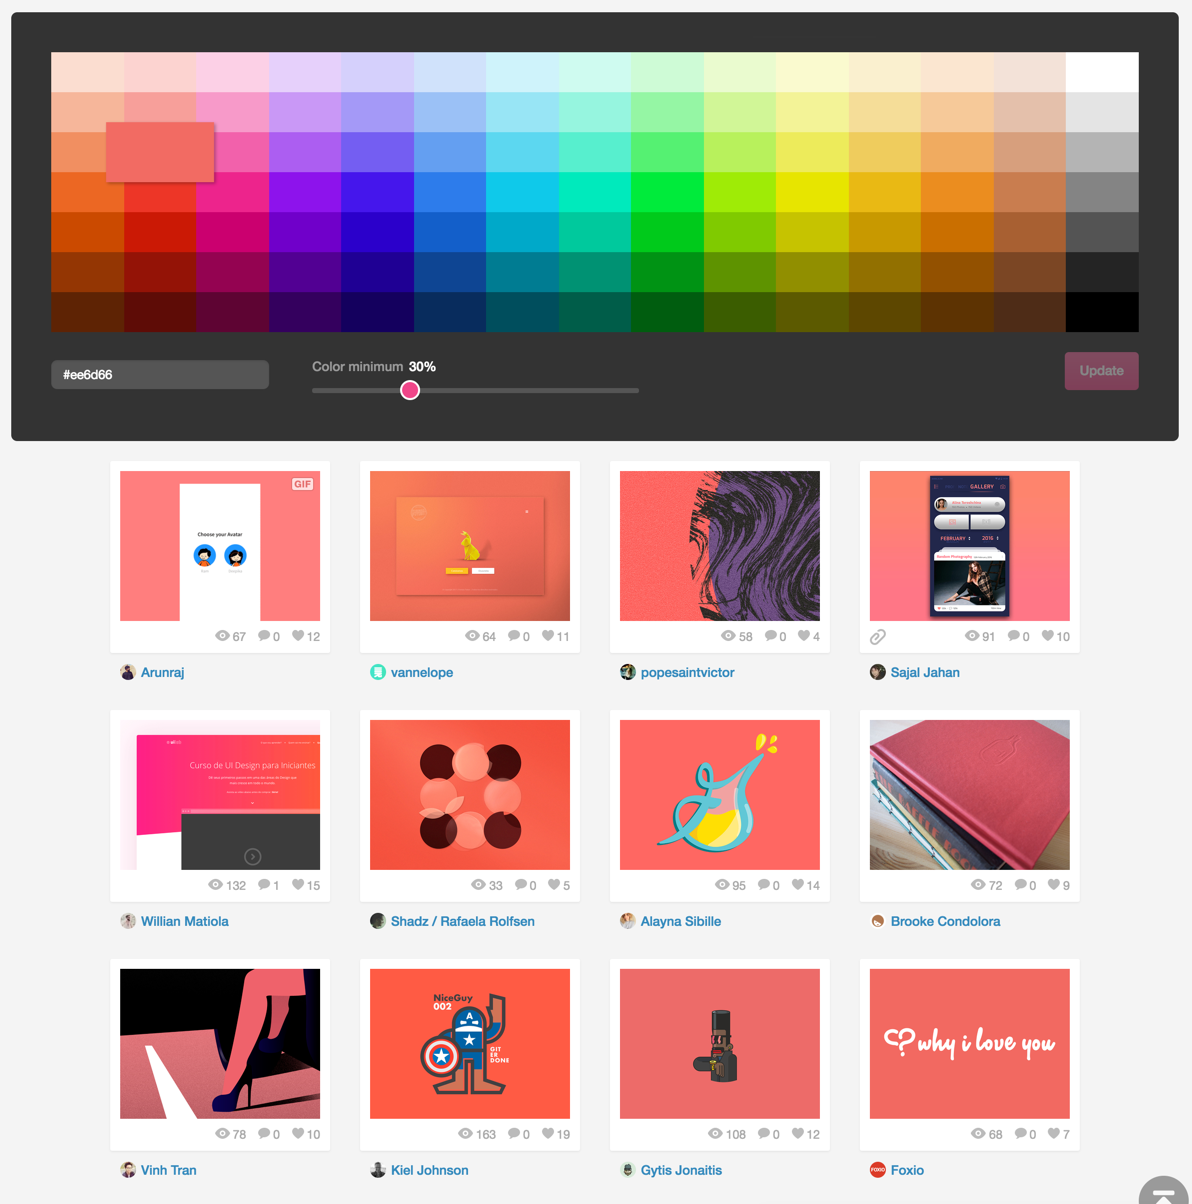 #ee6d66
Color minimum 30%
Update
GIF
Choose your Avatar
67 0 12
Arunraj
64 0 11
vannelope
58 0 4
popesaintvictor
GALLERY
FEBRUARY
2016
91 0 10
Sajal Jahan
Curso de UI Design para Iniciantes
132 1 15
Willian Matiola
33 0 5
Shadz / Rafaela Rolfsen
95 0 14
Alayna Sibille
72 0 9
Brooke Condolora
78 0 10
Vinh Tran
NiceGuy
002
A
GIT
ER
DONE
163 0 19
Kiel Johnson
108 0 12
Gytis Jonaitis
why i love you
68 0 7
FOXIO
Foxio